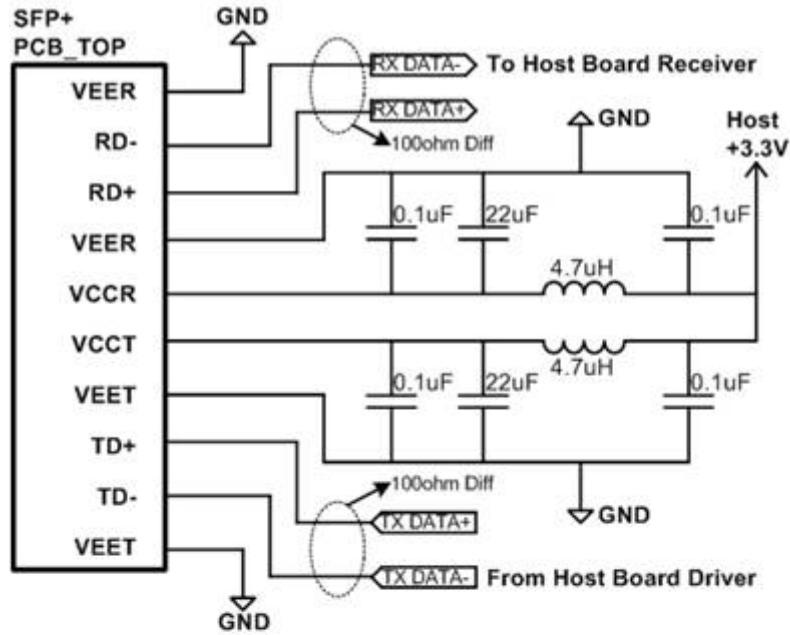 SFP+
PCB_TOP
GND
VEER
RD-
RD+
VEER
VCCR
VCCT
VEET
TD+
TD-
VEET
GND
RX DATA-
To Host Board Receiver
RX DATA+
100ohm Diff
GND
Host
+3.3V
0.1uF
22uF
0.1uF
4.7uH
4.7uH
0.1uF
22uF
0.1uF
100ohm Diff
GND
TX DATA+
TX DATA-
From Host Board Driver